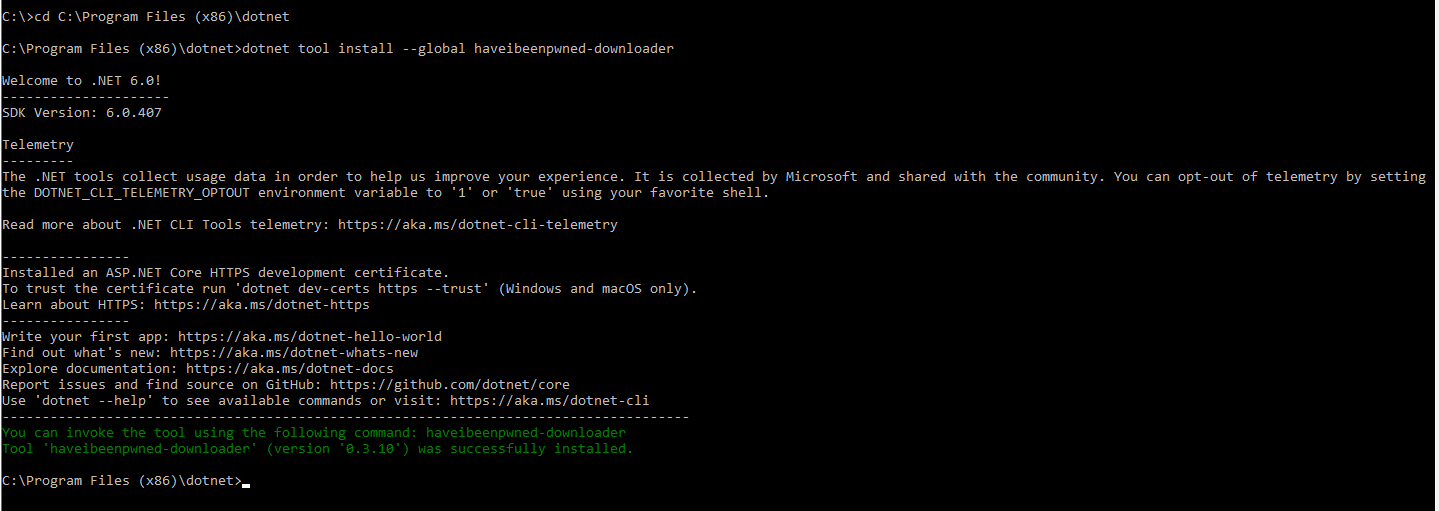 C:\>cd C:\Program Files (x86)\dotnet
C:\Program Files (x86)\dotnet>dotnet tool install --global haveibeenpwned-downloader
Welcome to .NET 6.0!
---------------------
SDK Version: 6.0.407
Telemetry
---------
The .NET tools collect usage data in order to help us improve your experience. It is collected by Microsoft and shared with the community. You can opt-out of telemetry by setting
the DOTNET_CLI_TELEMETRY_OPTOUT environment variable to '1' or 'true' using your favorite shell.
Read more about .NET CLI Tools telemetry: https://aka.ms/dotnet-cli-telemetry
----------------
Installed an ASP.NET Core HTTPS development certificate.
To trust the certificate run 'dotnet dev-certs https --trust' (Windows and macOS only).
Learn about HTTPS: https://aka.ms/dotnet-https
----------------
Write your first app: https://aka.ms/dotnet-hello-world
Find out what's new: https://aka.ms/dotnet-whats-new
Explore documentation: https://aka.ms/dotnet-docs
Report issues and find source on GitHub: https://github.com/dotnet/core
Use 'dotnet --help' to see available commands or visit: https://aka.ms/dotnet-cli
--------------------------------------------------------------------------------------
You can invoke the tool using the following command: haveibeenpwned-downloader
Tool 'haveibeenpwned-downloader' (version '0.3.10') was successfully installed.
C:\Program Files (x86)\dotnet>